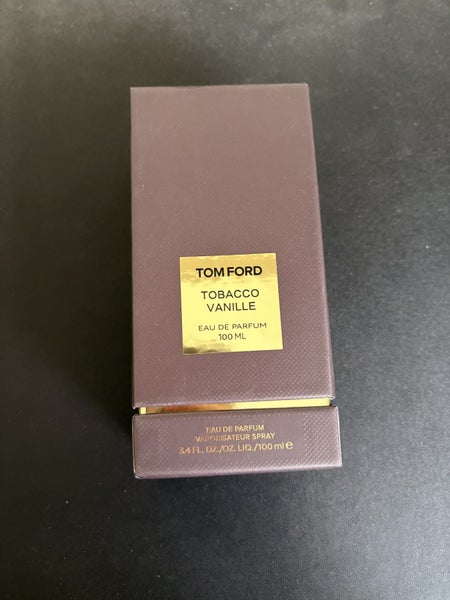 TOM FORD
TOBACCO
VANILLE
EAU DE PARFUM
100 ML
EAU DE PARFUM
VAPORISATEUR SPRAY
3.4 FL. OZ./OZ. LIQ./100 ml e